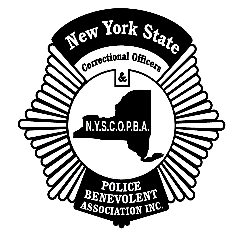 New York State
Correctional Officers
&
N.Y.S.C.O.P.B.A.
POLICE
BENEVOLENT
ASSOCIATION INC.